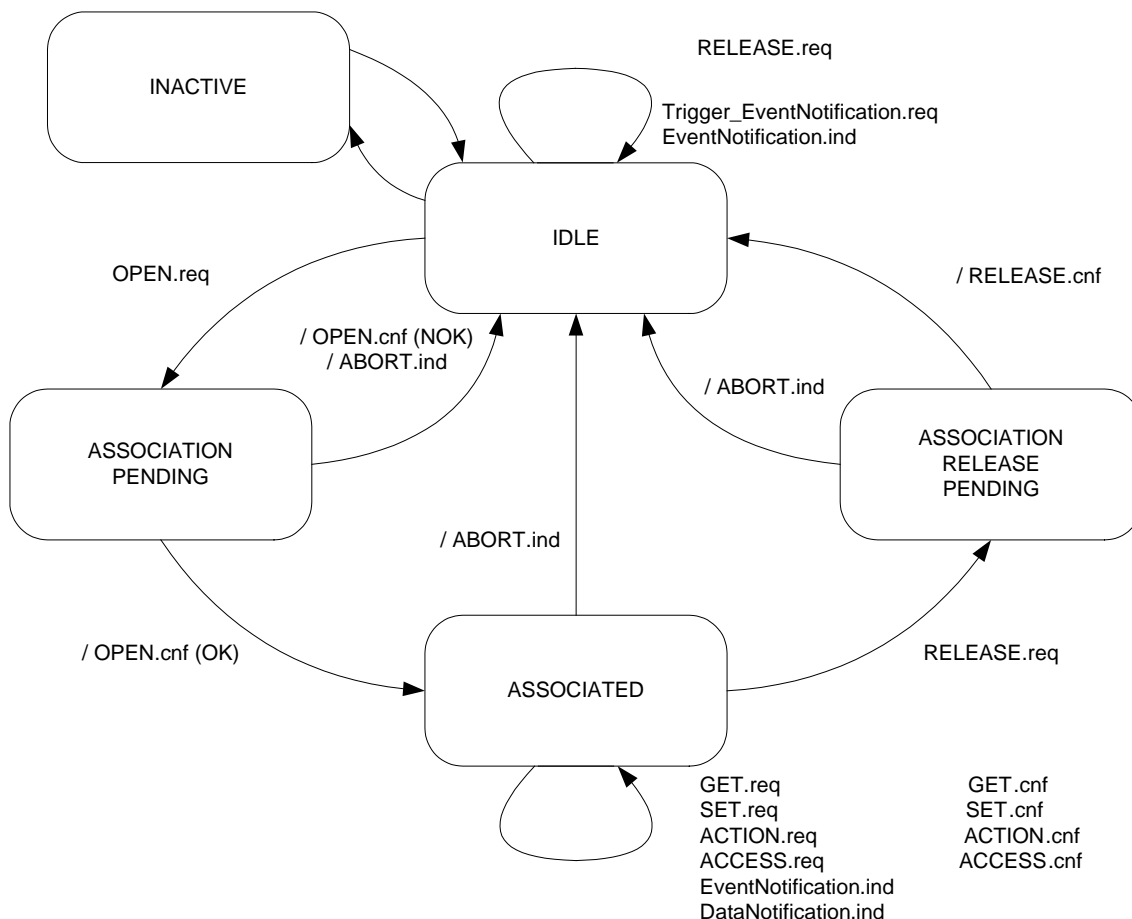 RELEASE.req
INACTIVE
Trigger_EventNotification.req
EventNotification.ind
IDLE
OPEN.req
/ RELEASE.cnf
/ OPEN.cnf (NOK)
/ ABORT.ind
/ ABORT.ind
ASSOCIATION
PENDING
ASSOCIATION
RELEASE
PENDING
/ ABORT.ind
/ OPEN.cnf (OK)
RELEASE.req
ASSOCIATED
GET.req
SET.req
ACTION.req
ACCESS.req
EventNotification.ind
DataNotification.ind
GET.cnf
SET.cnf
ACTION.cnf
ACCESS.cnf